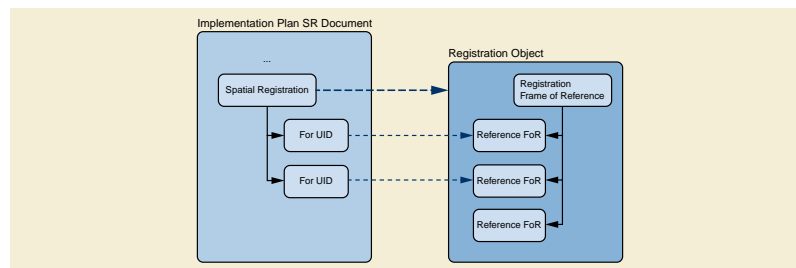 Implementation Plan SR Document
...
Spatial Registration
For UID
For UID
Registration Object
Registration
Frame of Reference
Reference FoR
Reference FoR
Reference FoR